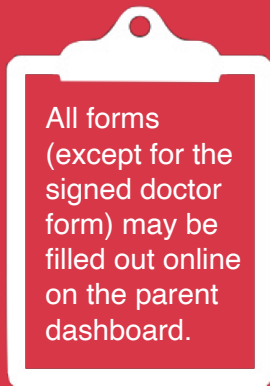 All forms
(except for the
signed doctor
form) may be
filled out online
on the parent
dashboard.